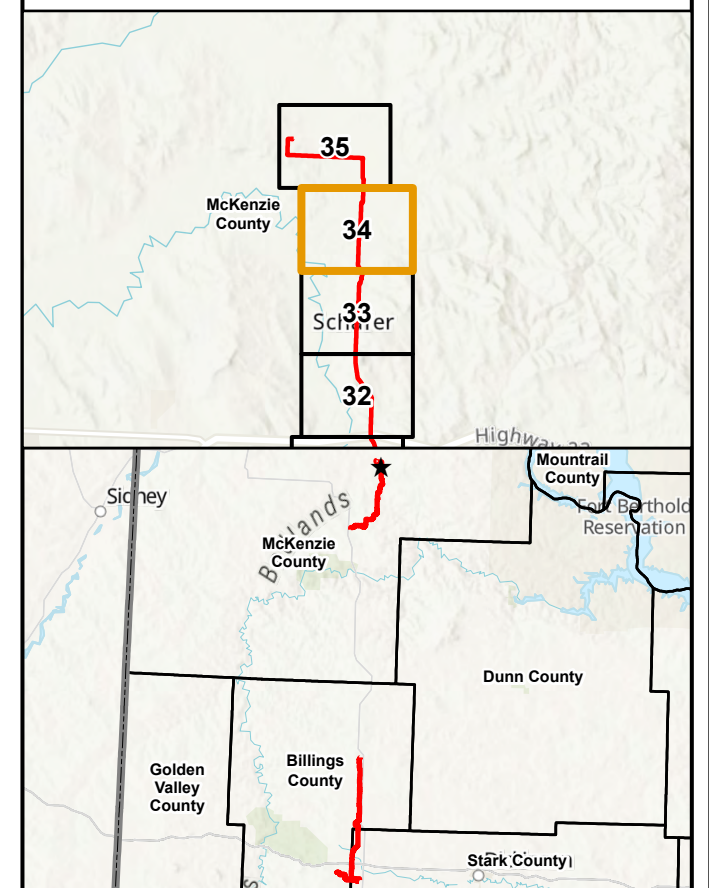 35
McKenzie
County
34
33
Schafer
32
Highway 23
Mountrail
County
Sidney
Fort Berthold
Reservation
Badlands
McKenzie
County
Dunn County
Billings
County
Golden
Valley
County
Stark County